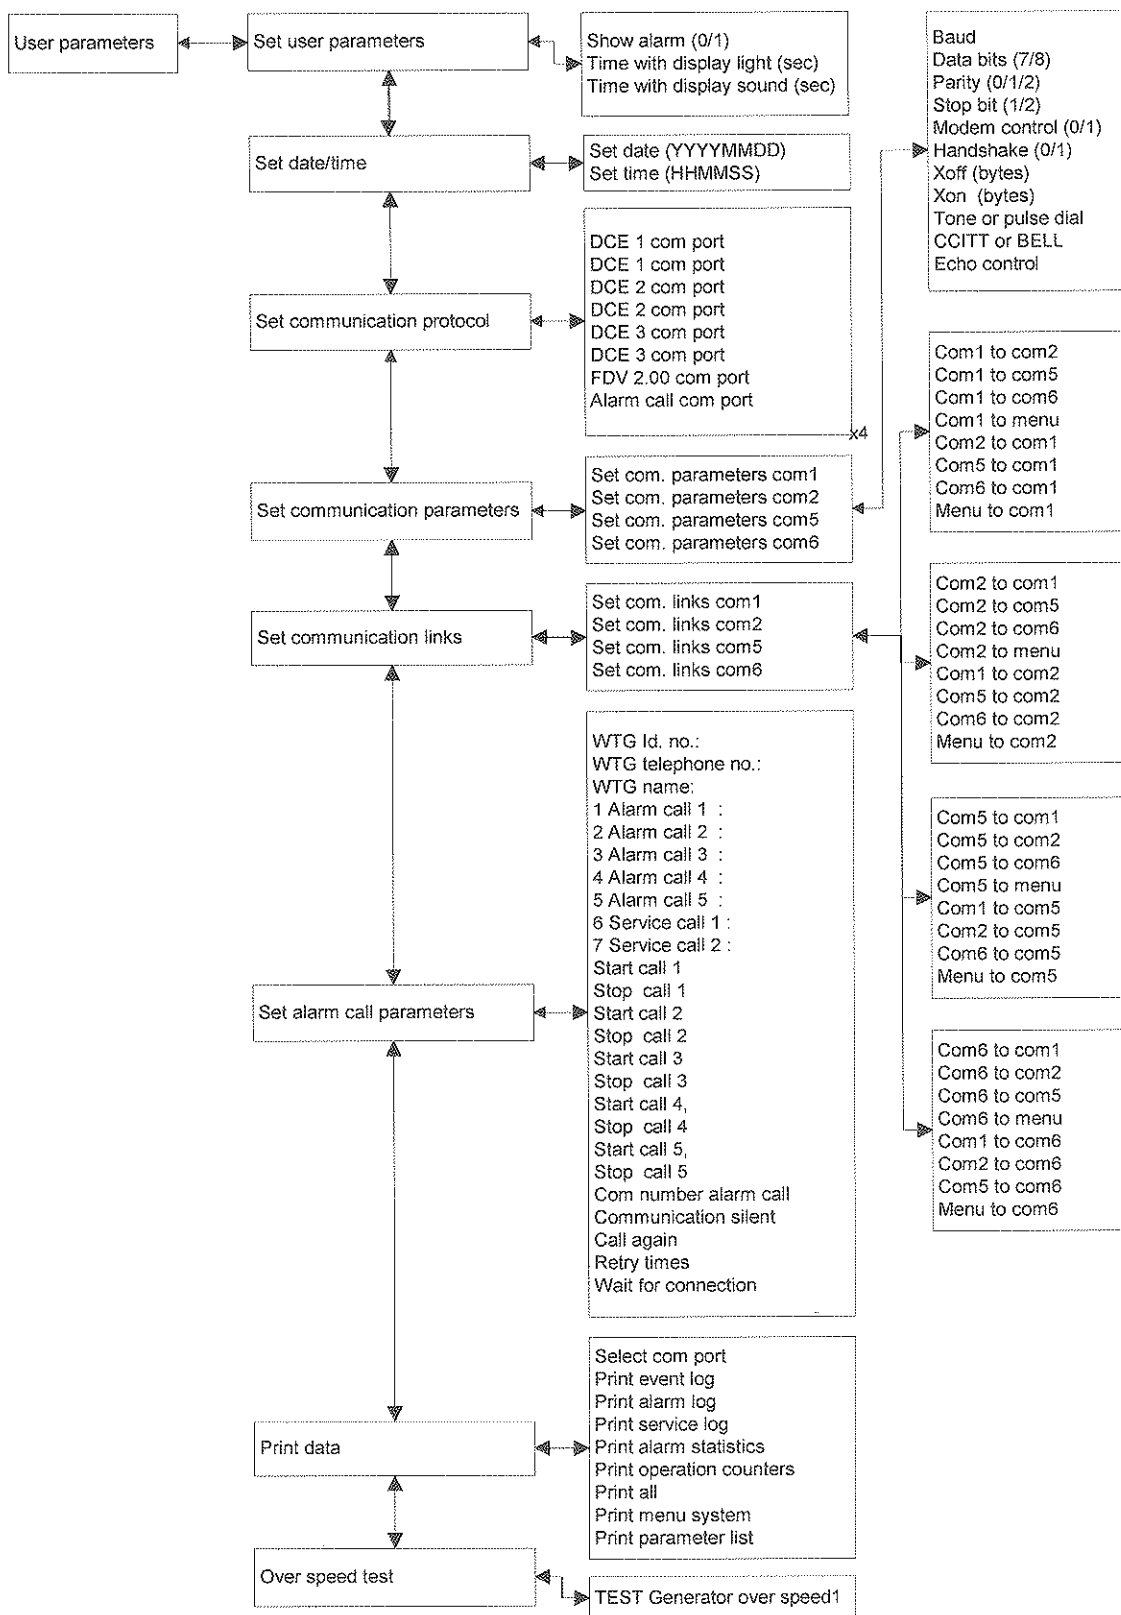 User parameters
Set user parameters
Show alarm (0/1)
Time with display light (sec)
Time with display sound (sec)
Set date/time
Set date (YYYYMMDD)
Set time (HHMMSS)
Set communication protocol
DCE 1 com port
DCE 1 com port
DCE 2 com port
DCE 2 com port
DCE 3 com port
DCE 3 com port
FDV 2.00 com port
Alarm call com port
x4
Set communication parameters
Set com. parameters com1
Set com. parameters com2
Set com. parameters com5
Set com. parameters com6
Baud
Data bits (7/8)
Parity (0/1/2)
Stop bit (1/2)
Modem control (0/1)
Handshake (0/1)
Xoff (bytes)
Xon (bytes)
Tone or pulse dial
CCITT or BELL
Echo control
Set communication links
Set com. links com1
Set com. links com2
Set com. links com5
Set com. links com6
Com1 to com2
Com1 to com5
Com1 to com6
Com1 to menu
Com2 to com1
Com5 to com1
Com6 to com1
Menu to com1
Com2 to com1
Com2 to com5
Com2 to com6
Com2 to menu
Com1 to com2
Com5 to com2
Com6 to com2
Menu to com2
Com5 to com1
Com5 to com2
Com5 to com6
Com5 to menu
Com1 to com5
Com2 to com5
Com6 to com5
Menu to com5
Com6 to com1
Com6 to com2
Com6 to com5
Com6 to menu
Com1 to com6
Com2 to com6
Com5 to com6
Menu to com6
Set alarm call parameters
WTG Id. no.:
WTG telephone no.:
WTG name:
1 Alarm call 1 :
2 Alarm call 2 :
3 Alarm call 3 :
4 Alarm call 4 :
5 Alarm call 5 :
6 Service call 1 :
7 Service call 2 :
Start call 1
Stop call 1
Start call 2
Stop call 2
Start call 3
Stop call 3
Start call 4,
Stop call 4
Start call 5,
Stop call 5
Com number alarm call
Communication silent
Call again
Retry times
Wait for connection
Print data
Select com port
Print event log
Print alarm log
Print service log
Print alarm statistics
Print operation counters
Print all
Print menu system
Print parameter list
Over speed test
TEST Generator over speed1